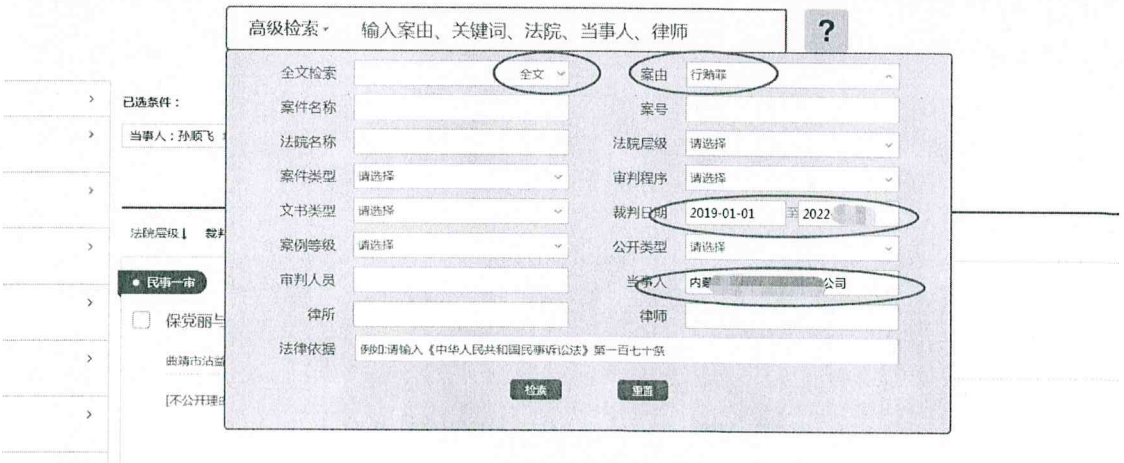 高级检索 输入案由、关键词、法院、当事人、律师 ?
全文检索 全文 案由 行贿罪
已选条件：
案件名称 案号
当事人：孙顺飞
法院名称 法院层级 请选择
案件类型 请选择 审判程序 请选择
文书类型 请选择 裁判日期 2019-01-01 至 2022
法院层级↓ 裁判
案例等级 请选择 公开类型 请选择
民事一审
审判人员 当事人 内 公司
保党丽与
律所 律师
法律依据 例如:请输入《中华人民共和国民事诉讼法》第一百七十条
曲靖市沾益
检索 重置
[不公开理由